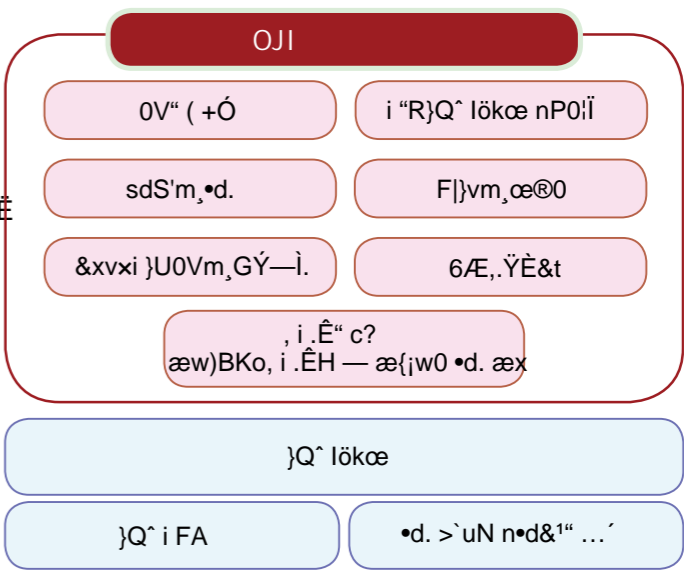 OJI
0V“ ( +Ó
i “R}Qˆ Iökœ nP0¦Ï
sdS'm¸•d.
F|}vm¸œ®0
Ë
&xv×i }U0Vm¸GÝ—Ì.
6Æ,.ŸÈ&t
, i .Ê“ c?
æw)BKo, i .ÊH — æ{¡w0 •d. æx
}Qˆ Iökœ
}Qˆ i FA
•d. >`uN n•d&¹“ …´